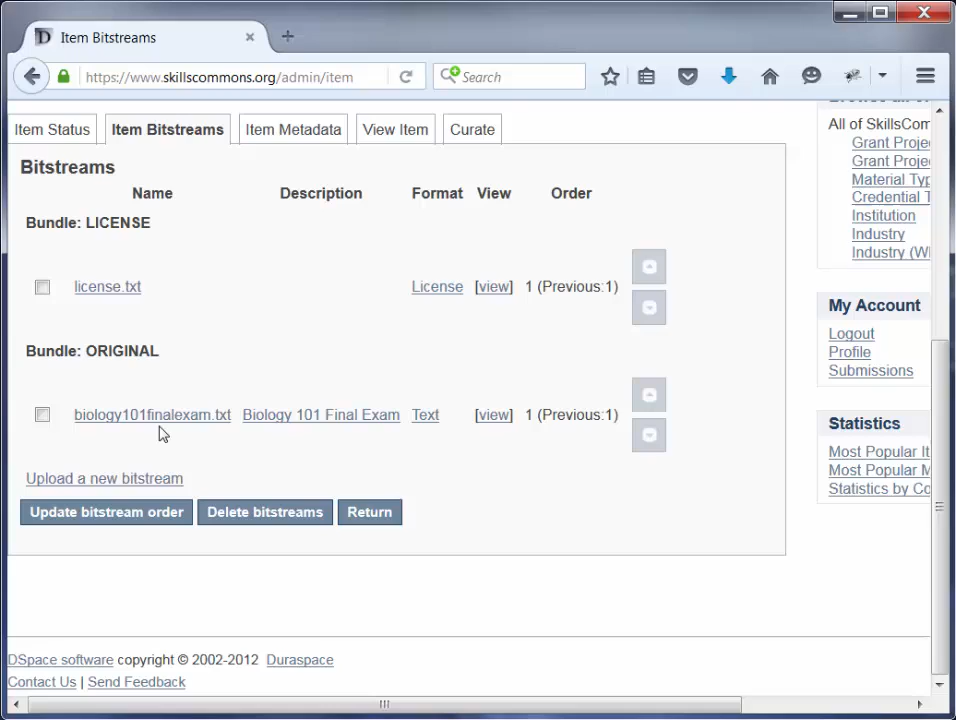 Item Bitstreams
https://www.skillscommons.org/admin/item
Search
Item Status Item Bitstreams Item Metadata View Item Curate
Bitstreams
Name Description Format View Order
Bundle: LICENSE
license.txt License [view] 1 (Previous:1)
Bundle: ORIGINAL
biology101finalexam.txt Biology 101 Final Exam Text [view] 1 (Previous:1)
Upload a new bitstream
Update bitstream order Delete bitstreams Return
All of SkillsCom
Grant Proje
Grant Proje
Material Typ
Credential T
Institution
Industry
Industry (W
My Account
Logout
Profile
Submissions
Statistics
Most Popular It
Most Popular M
Statistics by Co
DSpace software copyright © 2002-2012 Duraspace
Contact Us | Send Feedback